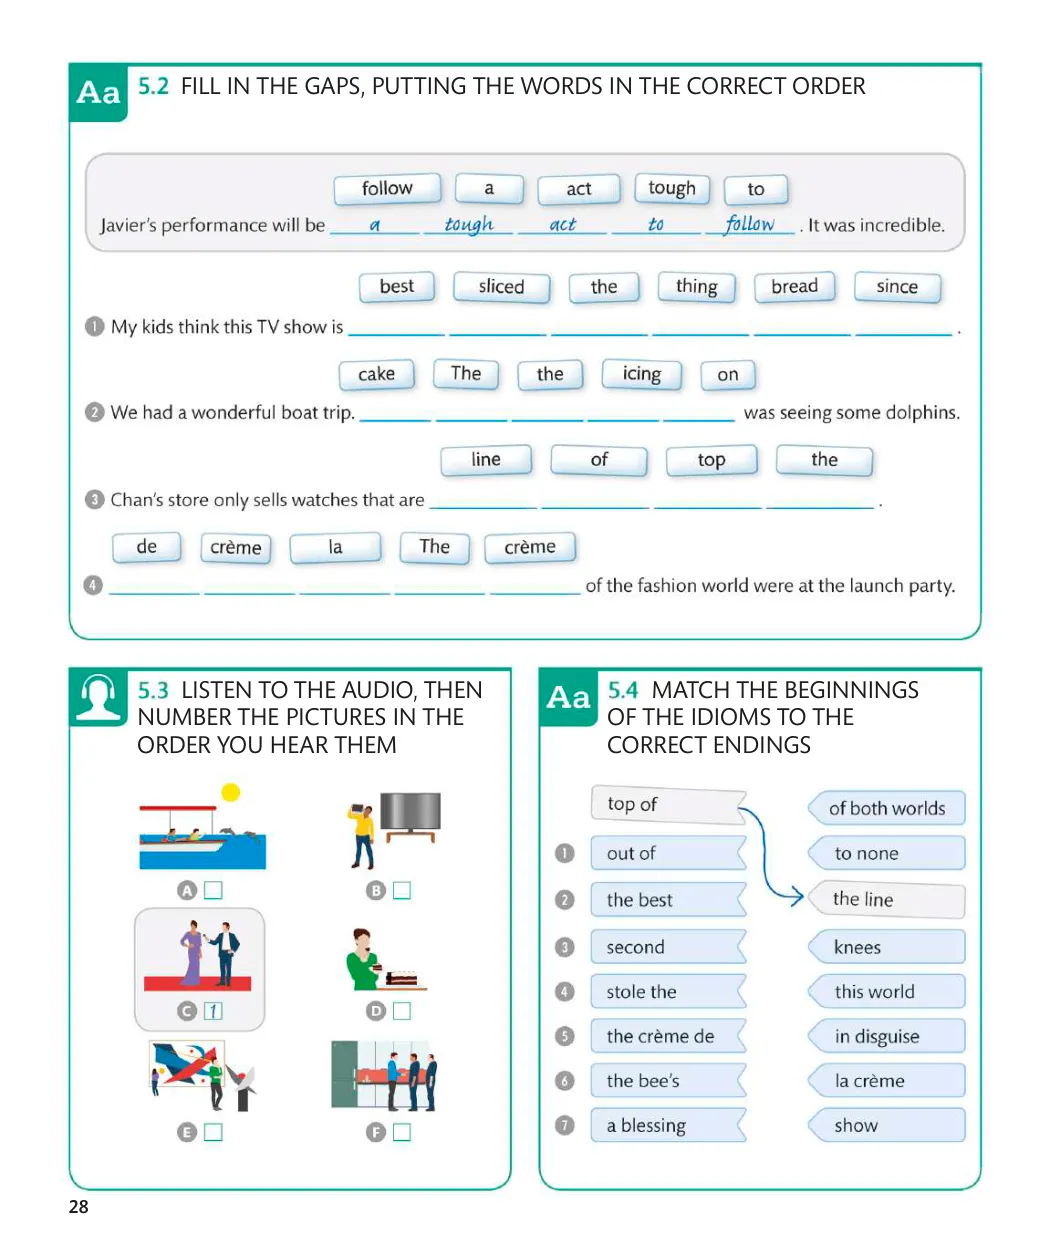 Aa 5.2 FILL IN THE GAPS, PUTTING THE WORDS IN THE CORRECT ORDER
follow a act tough to
Javier's performance will be a tough act to follow . It was incredible.
best sliced the thing bread since
1 My kids think this TV show is .
cake The the icing on
2 We had a wonderful boat trip. was seeing some dolphins.
line of top the
3 Chan's store only sells watches that are .
de crème la The crème
4 of the fashion world were at the launch party.
5.3 LISTEN TO THE AUDIO, THEN
NUMBER THE PICTURES IN THE
ORDER YOU HEAR THEM
A
B
C 1
D
E
F
Aa 5.4 MATCH THE BEGINNINGS
OF THE IDIOMS TO THE
CORRECT ENDINGS
top of of both worlds
1 out of to none
2 the best the line
3 second knees
4 stole the this world
5 the crème de in disguise
6 the bee's la crème
7 a blessing show
28